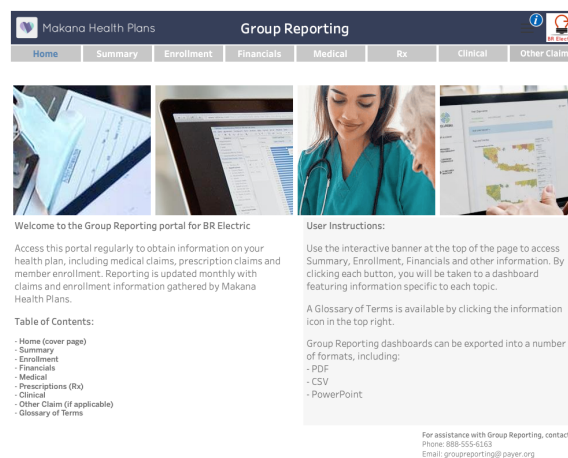 Makana Health Plans
Group Reporting
i
BR Elect
Home Summary Enrollment Financials Medical Rx Clinical Other Claim
Welcome to the Group Reporting portal for BR Electric
Access this portal regularly to obtain information on your
health plan, including medical claims, prescription claims and
member enrollment. Reporting is updated monthly with
claims and enrollment information gathered by Makana
Health Plans.
Table of Contents:
- Home (cover page)
- Summary
- Enrollment
- Financials
- Medical
- Prescriptions (Rx)
- Clinical
- Other Claim (if applicable)
- Glossary of Terms
User Instructions:
Use the interactive banner at the top of the page to access
Summary, Enrollment, Financials and other information. By
clicking each button, you will be taken to a dashboard
featuring information specific to each topic.
A Glossary of Terms is available by clicking the information
icon in the top right.
Group Reporting dashboards can be exported into a number
of formats, including:
- PDF
- CSV
- PowerPoint
For assistance with Group Reporting, contact
Phone: 888-555-6163
Email: groupreporting@payer.org